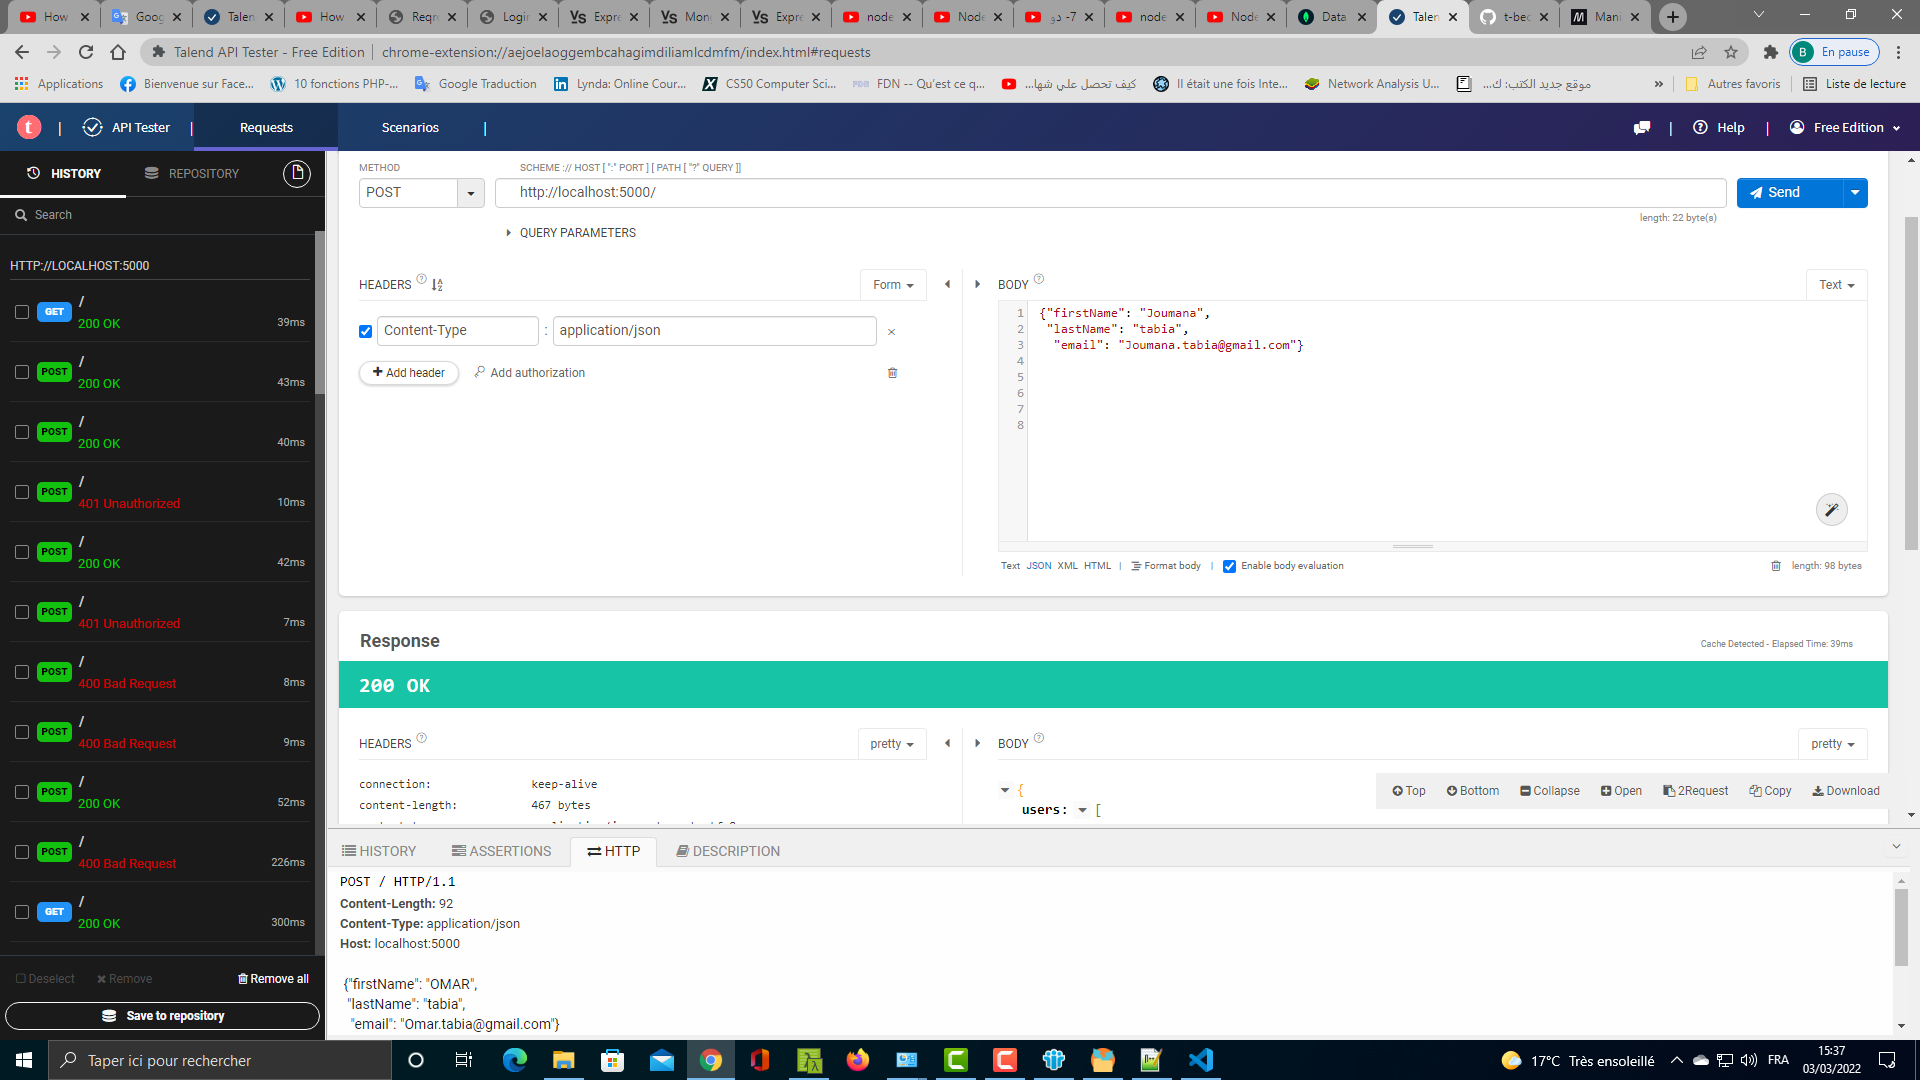 How
Goog
Talen
How
Reqre
Login
Expre
Mon
Expre
node
Node
7- دو
node
Node
Data
Talen
t-bec
Mani
Talend API Tester - Free Edition | chrome-extension://aejoelaoggembcahagimdiliamlcdmfm/index.html#requests
B En pause
Applications
Bienvenue sur Face...
10 fonctions PHP-...
Google Traduction
Lynda: Online Cour...
CS50 Computer Sci...
FDN -- Qu'est ce q...
كيف تحصل علي شها...
Il était une fois Inte...
Network Analysis U...
موقع جديد الكتب: ك...
»
Autres favoris
Liste de lecture
t | API Tester | Requests Scenarios |
| Help | Free Edition
HISTORY REPOSITORY
Search
HTTP://LOCALHOST:5000
GET / 200 OK 39ms
POST / 200 OK 43ms
POST / 200 OK 40ms
POST / 401 Unauthorized 10ms
POST / 200 OK 42ms
POST / 401 Unauthorized 7ms
POST / 400 Bad Request 8ms
POST / 400 Bad Request 9ms
POST / 200 OK 52ms
POST / 400 Bad Request 226ms
GET / 200 OK 300ms
Deselect Remove Remove all
Save to repository
METHOD SCHEME :// HOST [ ":" PORT ] [ PATH [ "?" QUERY ]]
POST http://localhost:5000/ Send
length: 22 byte(s)
QUERY PARAMETERS
HEADERS Form
Content-Type : application/json ×
Add header Add authorization
BODY Text
1 {"firstName": "Joumana",
2 "lastName": "tabia",
3 "email": "Joumana.tabia@gmail.com"}
4
5
6
7
8
Text JSON XML HTML | Format body | Enable body evaluation length: 98 bytes
Response Cache Detected - Elapsed Time: 39ms
200 OK
HEADERS pretty
connection: keep-alive
content-length: 467 bytes
BODY pretty
{ Top Bottom Collapse Open 2Request Copy Download
users: [
HISTORY ASSERTIONS HTTP DESCRIPTION
POST / HTTP/1.1
Content-Length: 92
Content-Type: application/json
Host: localhost:5000
{"firstName": "OMAR",
"lastName": "tabia",
"email": "Omar.tabia@gmail.com"}
Taper ici pour rechercher
17°C Très ensoleillé
FRA
15:37
03/03/2022